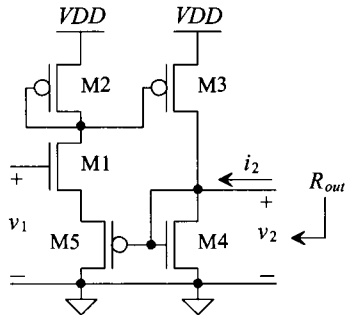 VDD VDD
M2 M3
M1
i2
Rout
+ +
v1 M5 M4 v2
− −